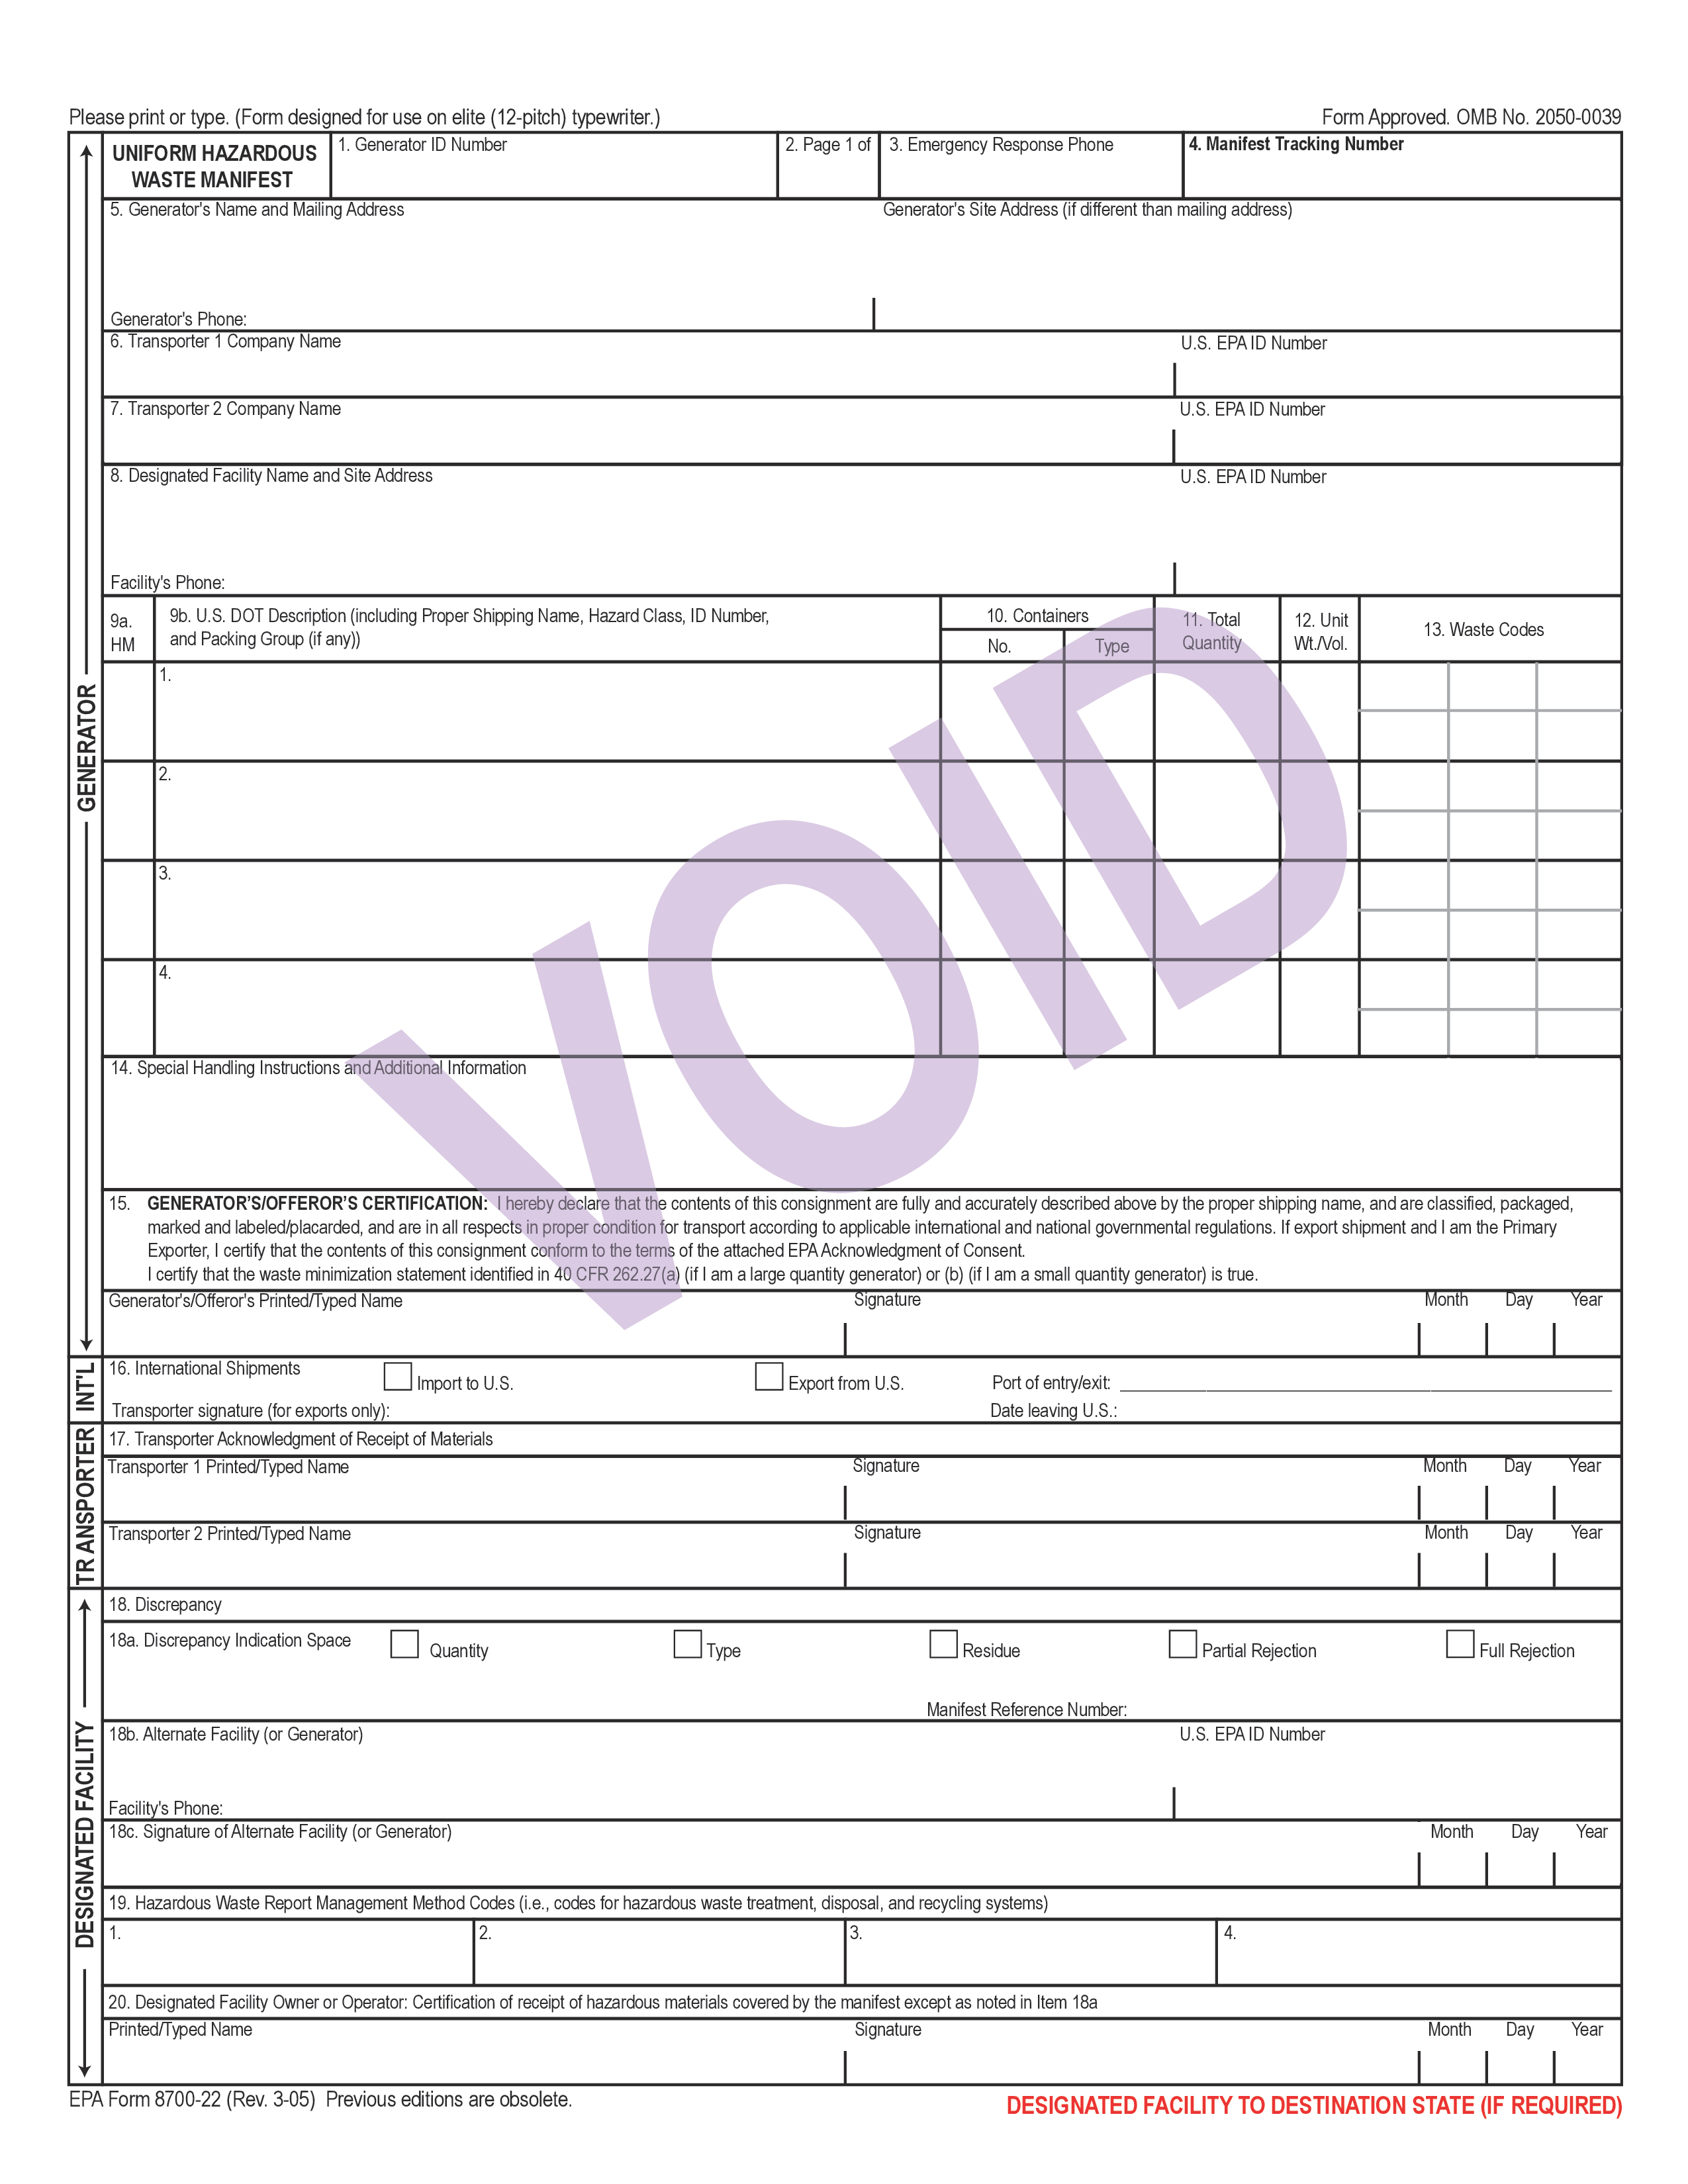 Please print or type. (Form designed for use on elite (12-pitch) typewriter.)
Form Approved. OMB No. 2050-0039
UNIFORM HAZARDOUS
WASTE MANIFEST
1. Generator ID Number
2. Page 1 of
3. Emergency Response Phone
4. Manifest Tracking Number
5. Generator's Name and Mailing Address
Generator's Site Address (if different than mailing address)
Generator's Phone:
6. Transporter 1 Company Name
U.S. EPA ID Number
7. Transporter 2 Company Name
U.S. EPA ID Number
8. Designated Facility Name and Site Address
U.S. EPA ID Number
Facility's Phone:
9a.
HM
9b. U.S. DOT Description (including Proper Shipping Name, Hazard Class, ID Number,
and Packing Group (if any))
10. Containers
No.
Type
11. Total
Quantity
12. Unit
Wt./Vol.
13. Waste Codes
1.
2.
3.
4.
GENERATOR
VOID
14. Special Handling Instructions and Additional Information
15. GENERATOR'S/OFFEROR'S CERTIFICATION: I hereby declare that the contents of this consignment are fully and accurately described above by the proper shipping name, and are classified, packaged,
marked and labeled/placarded, and are in all respects in proper condition for transport according to applicable international and national governmental regulations. If export shipment and I am the Primary
Exporter, I certify that the contents of this consignment conform to the terms of the attached EPA Acknowledgment of Consent.
I certify that the waste minimization statement identified in 40 CFR 262.27(a) (if I am a large quantity generator) or (b) (if I am a small quantity generator) is true.
Generator's/Offeror's Printed/Typed Name
Signature
Month Day Year
INT'L
16. International Shipments
Import to U.S.
Export from U.S.
Port of entry/exit:
Transporter signature (for exports only):
Date leaving U.S.:
TRANSPORTER
17. Transporter Acknowledgment of Receipt of Materials
Transporter 1 Printed/Typed Name
Signature
Month Day Year
Transporter 2 Printed/Typed Name
Signature
Month Day Year
DESIGNATED FACILITY
18. Discrepancy
18a. Discrepancy Indication Space
Quantity
Type
Residue
Partial Rejection
Full Rejection
Manifest Reference Number:
18b. Alternate Facility (or Generator)
U.S. EPA ID Number
Facility's Phone:
18c. Signature of Alternate Facility (or Generator)
Month Day Year
19. Hazardous Waste Report Management Method Codes (i.e., codes for hazardous waste treatment, disposal, and recycling systems)
1.
2.
3.
4.
20. Designated Facility Owner or Operator: Certification of receipt of hazardous materials covered by the manifest except as noted in Item 18a
Printed/Typed Name
Signature
Month Day Year
EPA Form 8700-22 (Rev. 3-05) Previous editions are obsolete.
DESIGNATED FACILITY TO DESTINATION STATE (IF REQUIRED)